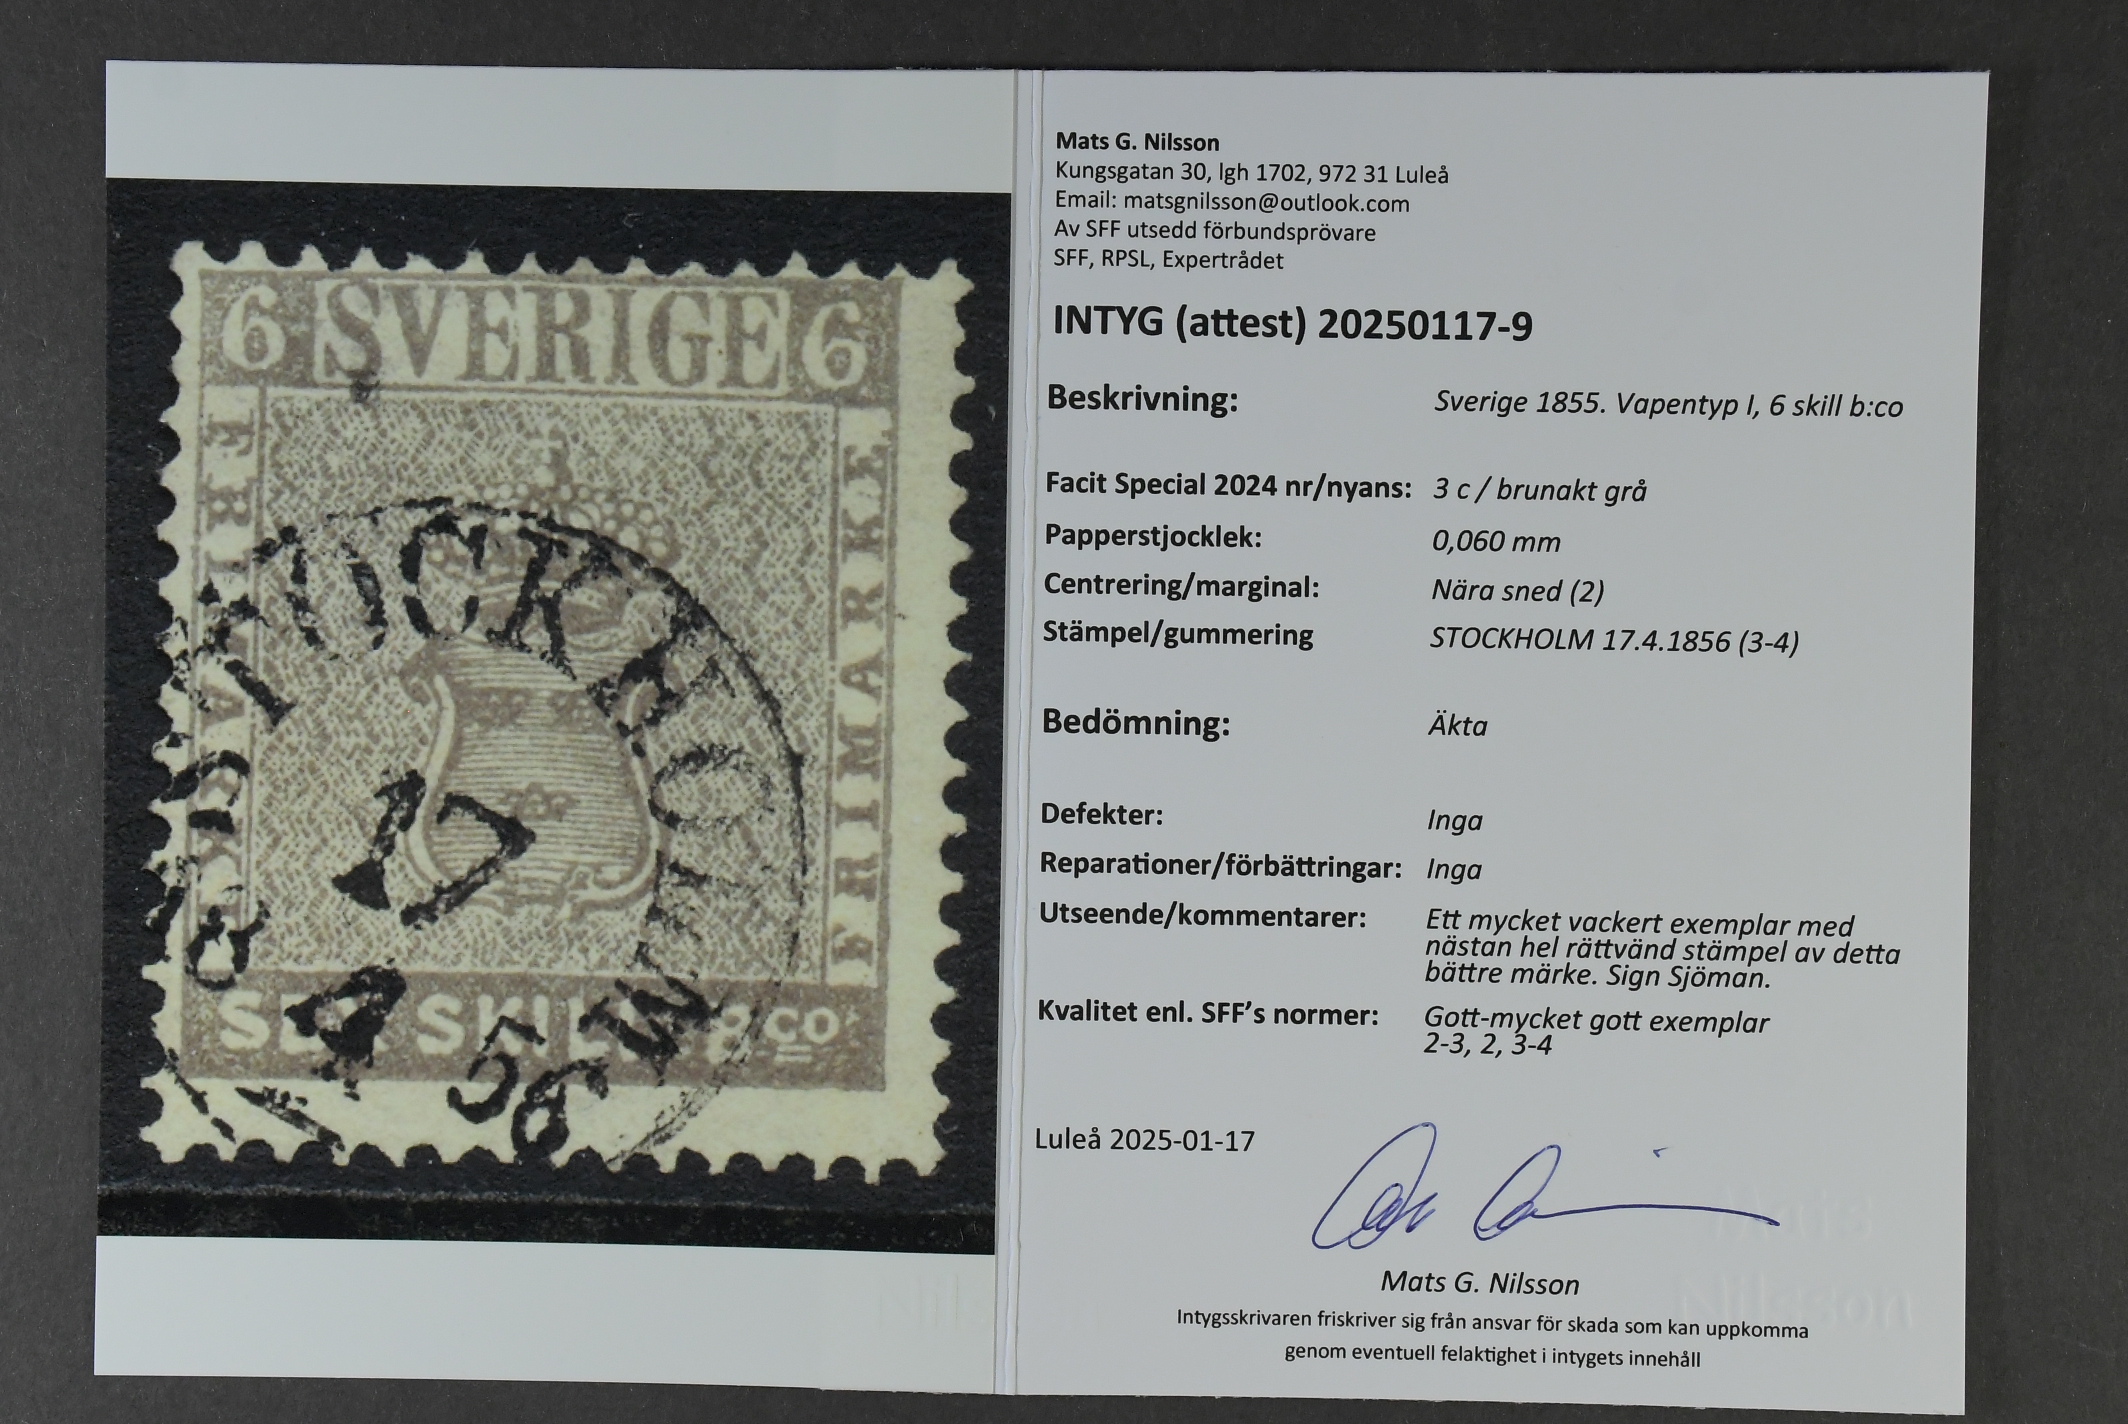 6 SVERIGE 6
FRIMÄRKE
STOCKHOLM
17
4
56
SEX SKILL. Bco
Mats G. Nilsson
Kungsgatan 30, lgh 1702, 972 31 Luleå
Email: matsgnilsson@outlook.com
Av SFF utsedd förbundsprövare
SFF, RPSL, Expertrådet
INTYG (attest) 20250117-9
Beskrivning: Sverige 1855. Vapentyp I, 6 skill b:co
Facit Special 2024 nr/nyans: 3 c / brunakt grå
Papperstjocklek: 0,060 mm
Centrering/marginal: Nära sned (2)
Stämpel/gummering STOCKHOLM 17.4.1856 (3-4)
Bedömning: Äkta
Defekter: Inga
Reparationer/förbättringar: Inga
Utseende/kommentarer: Ett mycket vackert exemplar med
nästan hel rättvänd stämpel av detta
bättre märke. Sign Sjöman.
Kvalitet enl. SFF's normer: Gott-mycket gott exemplar
2-3, 2, 3-4
Luleå 2025-01-17
Mats G. Nilsson
Intygsskrivaren friskriver sig från ansvar för skada som kan uppkomma
genom eventuell felaktighet i intygets innehåll
Mats
Nilsson